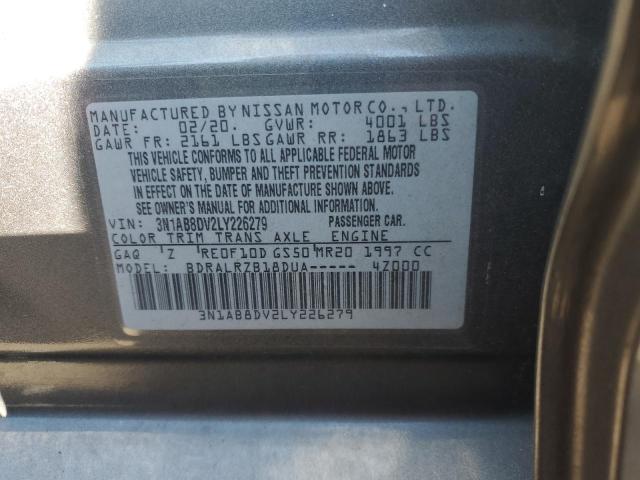 MANUFACTURED BY NISSAN MOTOR CO., LTD.
DATE: 02/20. GVWR: 4001 LBS
GAWR FR: 2161 LBS GAWR RR: 1863 LBS
THIS VEHICLE CONFORMS TO ALL APPLICABLE FEDERAL MOTOR
VEHICLE SAFETY, BUMPER AND THEFT PREVENTION STANDARDS
IN EFFECT ON THE DATE OF MANUFACTURE SHOWN ABOVE.
SEE OWNER'S MANUAL FOR ADDITIONAL INFORMATION.
VIN: 3N1AB8DV2LY226279 PASSENGER CAR.
COLOR TRIM TRANS AXLE ENGINE
GAQ Z RE0F10D GS50 MR20 1997 CC
MODEL: BDRALRZB18DUA----- 4Z000
3N1AB8DV2LY226279